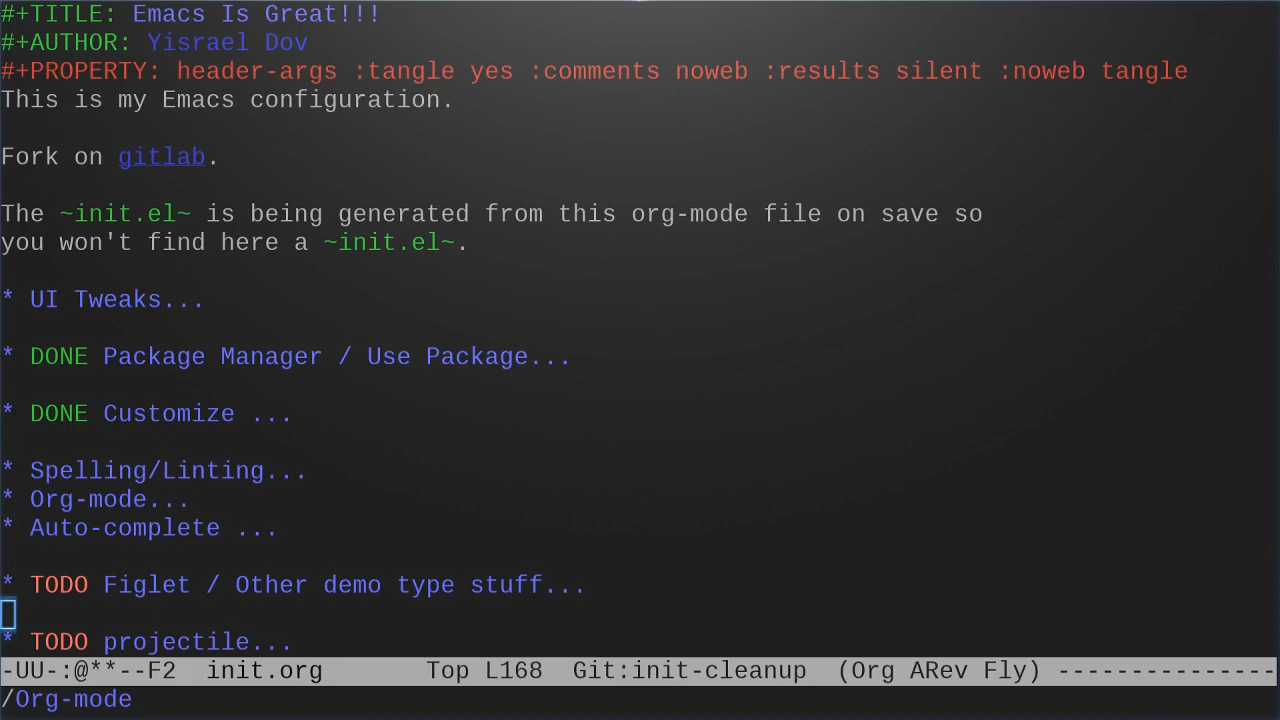 #+TITLE: Emacs Is Great!!!
#+AUTHOR: Yisrael Dov
#+PROPERTY: header-args :tangle yes :comments noweb :results silent :noweb tangle
This is my Emacs configuration.
Fork on gitlab.
The ~init.el~ is being generated from this org-mode file on save so
you won't find here a ~init.el~.
* UI Tweaks...
* DONE Package Manager / Use Package...
* DONE Customize ...
* Spelling/Linting...
* Org-mode...
* Auto-complete ...
* TODO Figlet / Other demo type stuff...
* TODO projectile...
-UU-:@**--F2  init.org       Top L168  Git:init-cleanup  (Org ARev Fly) ---------------
/Org-mode